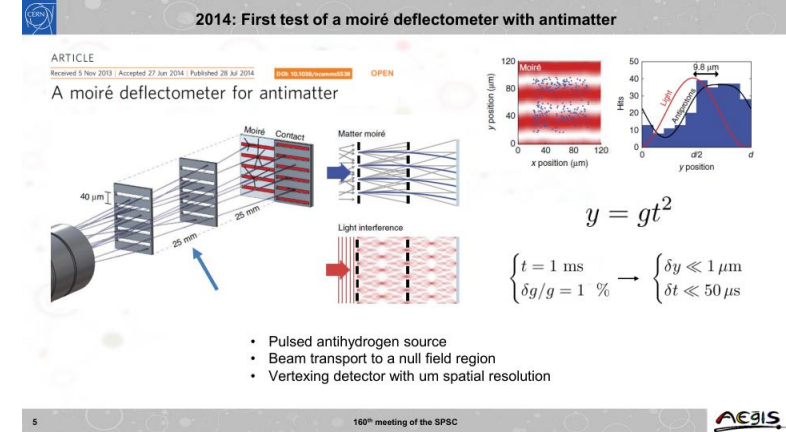 CERN
2014: First test of a moiré deflectometer with antimatter
ARTICLE
Received 5 Nov 2013 | Accepted 27 Jun 2014 | Published 28 Jul 2014
DOI: 10.1038/ncomms5538
OPEN
A moiré deflectometer for antimatter
Moiré
Contact
40 μm
25 mm
25 mm
Matter moiré
Light interference
Moiré
y position (μm)
120
80
40
0
0 40 80 120
x position (μm)
Hits
50
40
30
20
10
0
9.8 μm
Light
Antiprotons
0 d/2 d
y position
y = gt²
t = 1 ms
δg/g = 1 %
→
δy ≪ 1 μm
δt ≪ 50 μs
• Pulsed antihydrogen source
• Beam transport to a null field region
• Vertexing detector with um spatial resolution
5
160th meeting of the SPSC
AEgIS